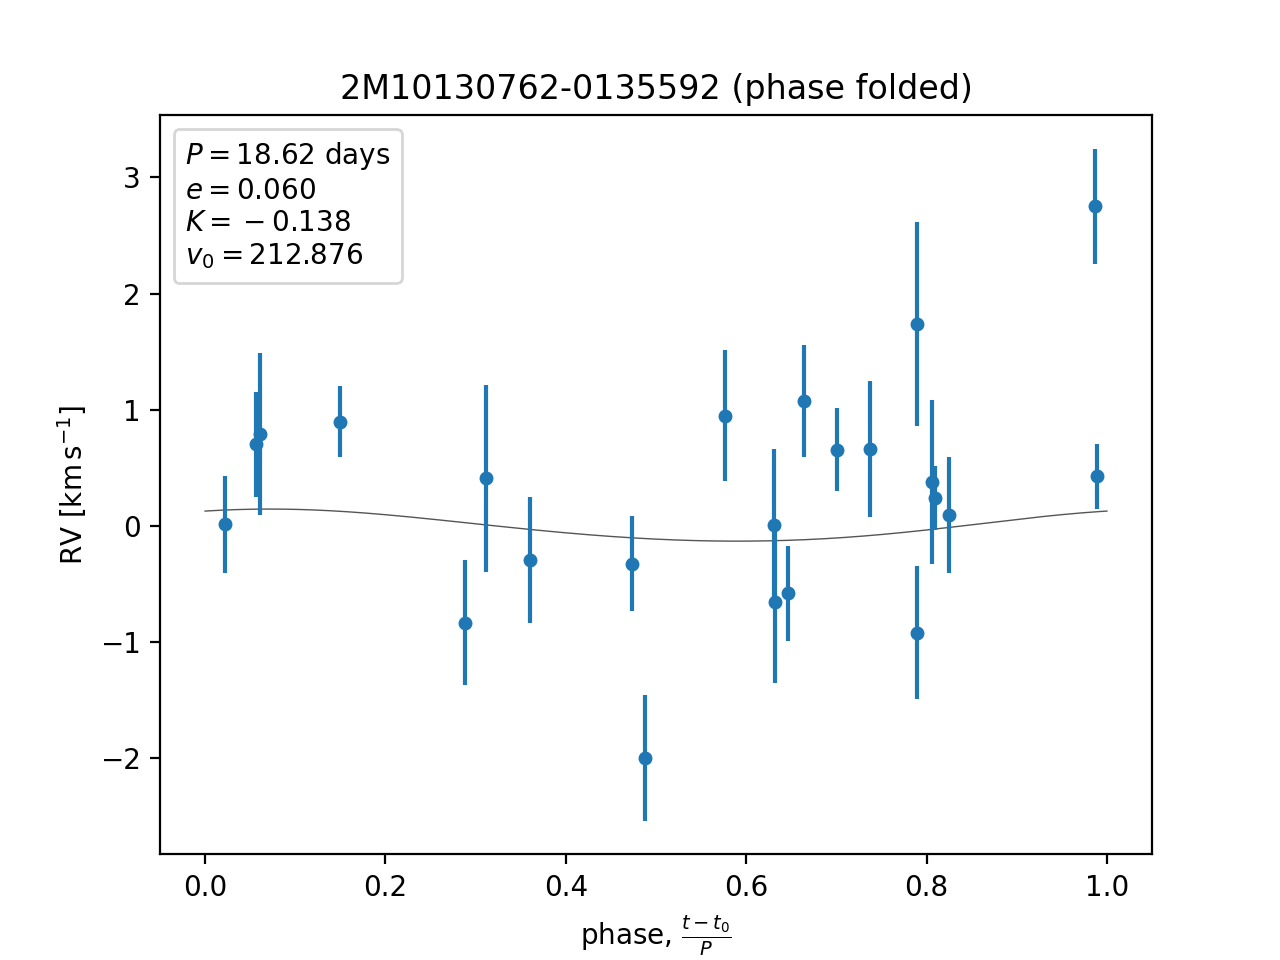 2M10130762-0135592 (phase folded)
P = 18.62 days
e = 0.060
K = −0.138
v₀ = 212.876
3
2
1
0
−1
−2
RV [km s⁻¹]
0.0 0.2 0.4 0.6 0.8 1.0
phase, (t − t₀)/P